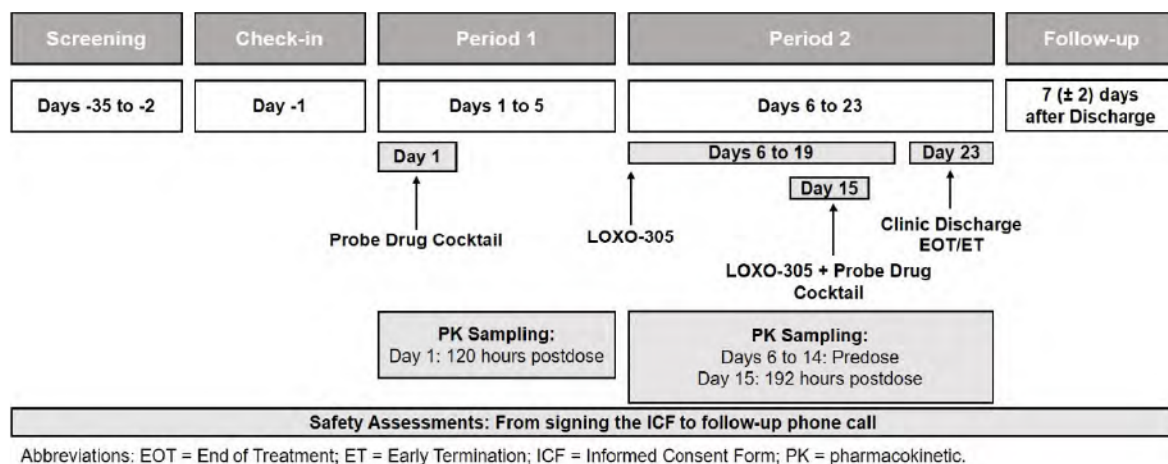 Screening Check-in Period 1 Period 2 Follow-up
Days -35 to -2 Day -1 Days 1 to 5 Days 6 to 23 7 (± 2) days
after Discharge
Day 1 Days 6 to 19 Day 23
Day 15
Probe Drug Cocktail LOXO-305 Clinic Discharge
EOT/ET
LOXO-305 + Probe Drug
Cocktail
PK Sampling:
Day 1: 120 hours postdose
PK Sampling:
Days 6 to 14: Predose
Day 15: 192 hours postdose
Safety Assessments: From signing the ICF to follow-up phone call
Abbreviations: EOT = End of Treatment; ET = Early Termination; ICF = Informed Consent Form; PK = pharmacokinetic.